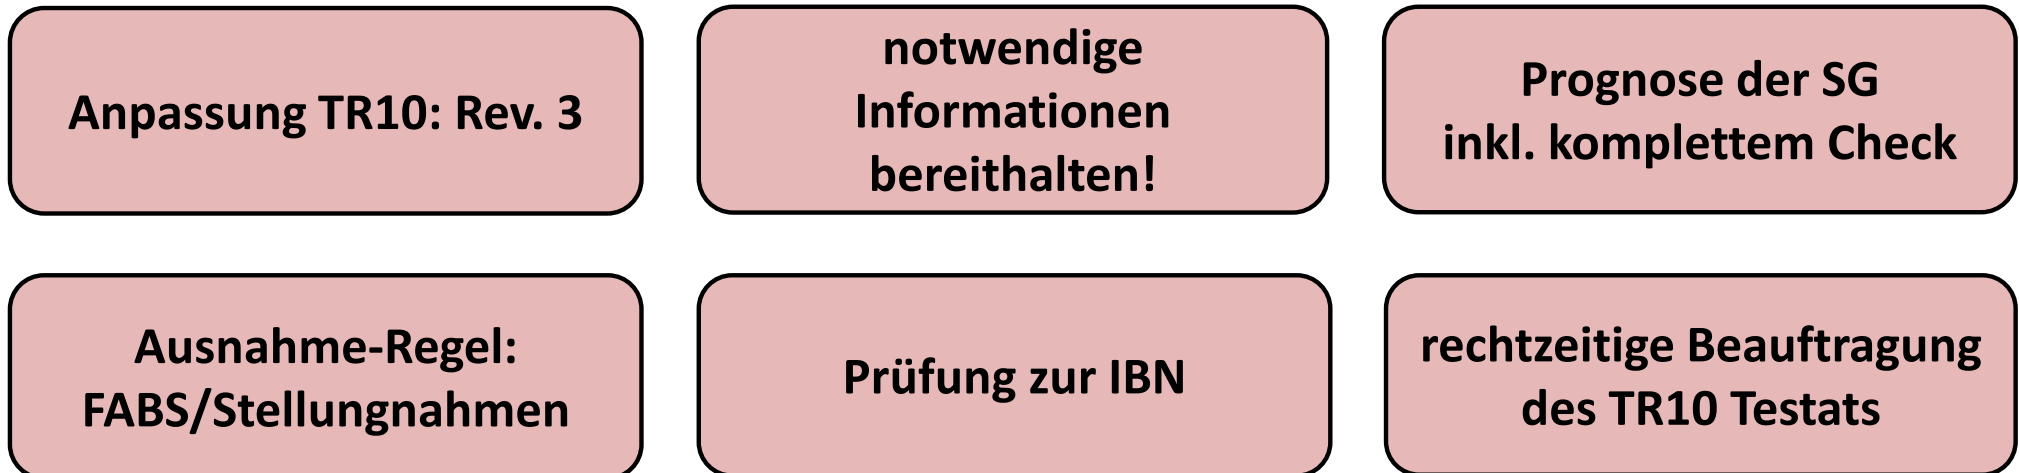 Anpassung TR10: Rev. 3
notwendige
Informationen
bereithalten!
Prognose der SG
inkl. komplettem Check
Ausnahme-Regel:
FABS/Stellungnahmen
Prüfung zur IBN
rechtzeitige Beauftragung
des TR10 Testats